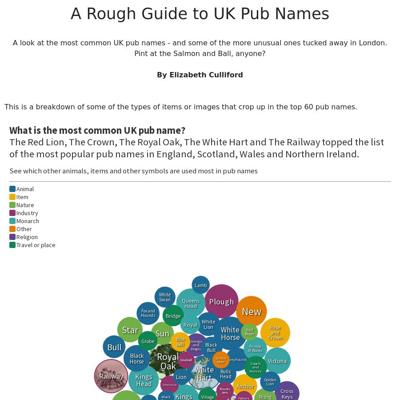 A Rough Guide to UK Pub Names
A look at the most common UK pub names - and some of the more unusual ones tucked away in London.
Pint at the Salmon and Ball, anyone?
By Elizabeth Culliford
This is a breakdown of some of the types of items or images that crop up in the top 60 pub names.
What is the most common UK pub name?
The Red Lion, The Crown, The Royal Oak, The White Hart and The Railway topped the list
of the most popular pub names in England, Scotland, Wales and Northern Ireland.
See which other animals, items and other symbols are used most in pub names
Animal
Item
Nature
Industry
Monarch
Other
Religion
Travel or place
Lamb
White
Swan
Queens
Head
Plough
Fox and
Hounds
Bridge
New
Royal
White
Lion
Star
Sun
White
Horse
Rose
and
Crown
Globe
Bull
Black
Bull
Black
Horse
Royal
Oak
Victoria
Railway
Kings
Head
Lion
White
Hart
Bulls
Head
Anchor
Cross
Keys
Kings
Village